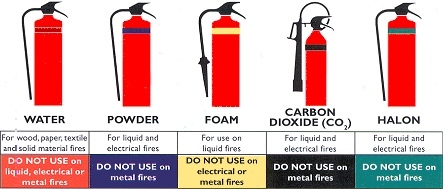 WATER
POWDER
FOAM
CARBON
DIOXIDE (CO₂)
HALON
For wood, paper, textile
and solid material fires
For liquid and
electrical fires
For use on
liquid fires
For liquid and
electrical fires
For liquid and
electrical fires
DO NOT USE on
liquid, electrical or
metal fires
DO NOT USE on
metal fires
DO NOT USE on
electrical or
metal fires
DO NOT USE on
metal fires
DO NOT USE on
metal fires